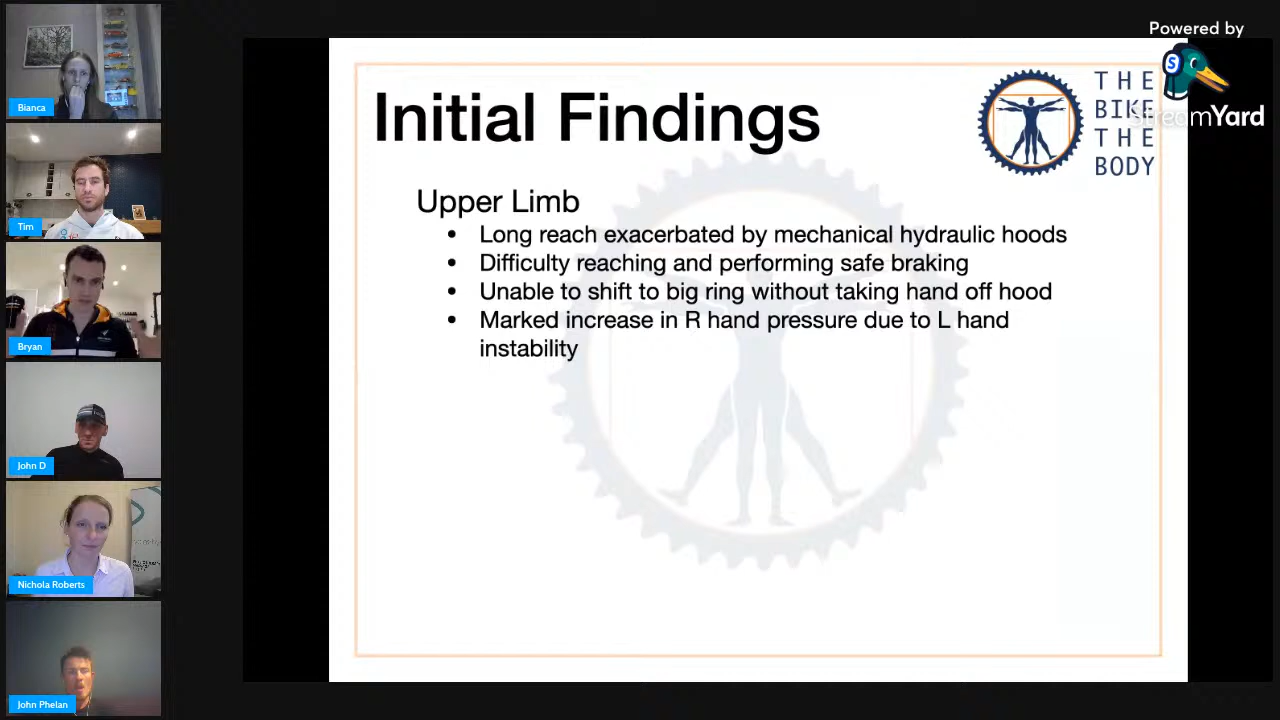 Powered by
StreamYard
Bianca
Tim
Bryan
John D
Nichola Roberts
John Phelan
Initial Findings
THE
BIKE
THE
BODY
Upper Limb
• Long reach exacerbated by mechanical hydraulic hoods
• Difficulty reaching and performing safe braking
• Unable to shift to big ring without taking hand off hood
• Marked increase in R hand pressure due to L hand
instability